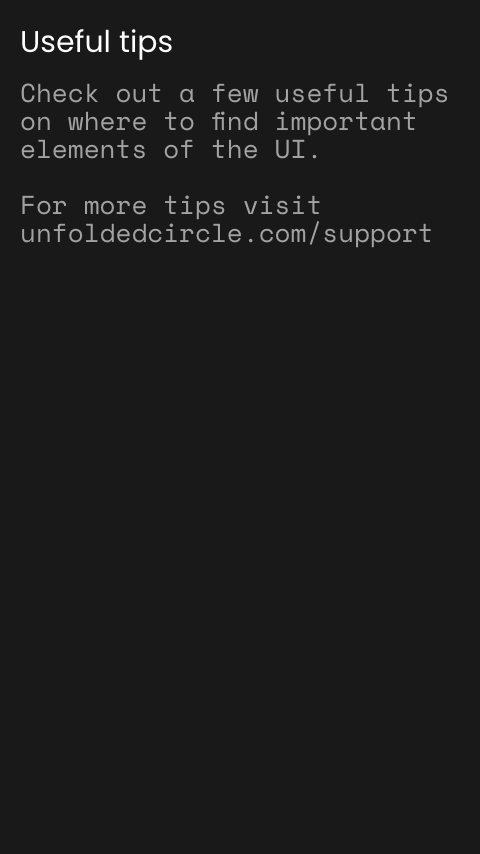 Useful tips
Check out a few useful tips
on where to find important
elements of the UI.
For more tips visit
unfoldedcircle.com/support